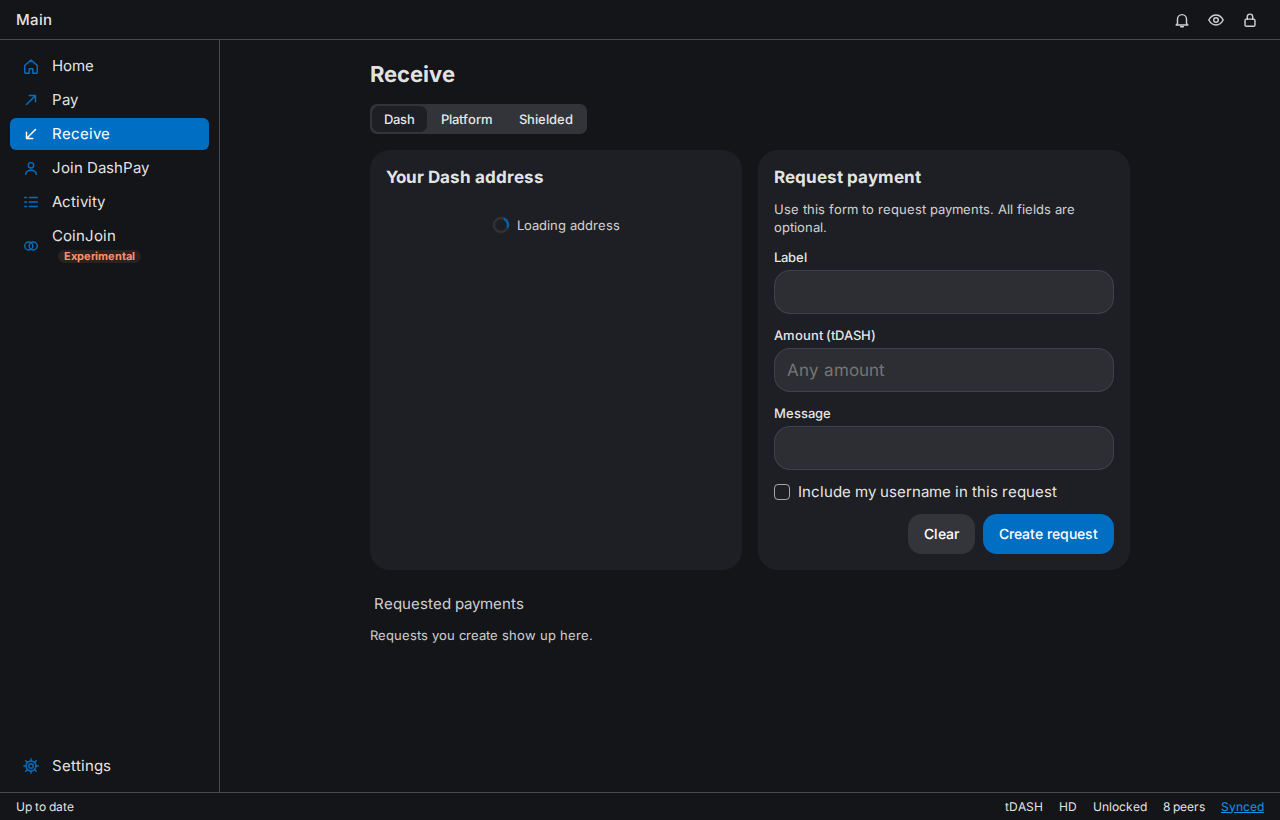 Main
Home
Pay
Receive
Join DashPay
Activity
CoinJoin
Experimental
Settings
Receive
Dash
Platform
Shielded
Your Dash address
Loading address
Request payment
Use this form to request payments. All fields are
optional.
Label
Amount (tDASH)
Any amount
Message
Include my username in this request
Clear
Create request
Requested payments
Requests you create show up here.
Up to date
tDASH
HD
Unlocked
8 peers
Synced